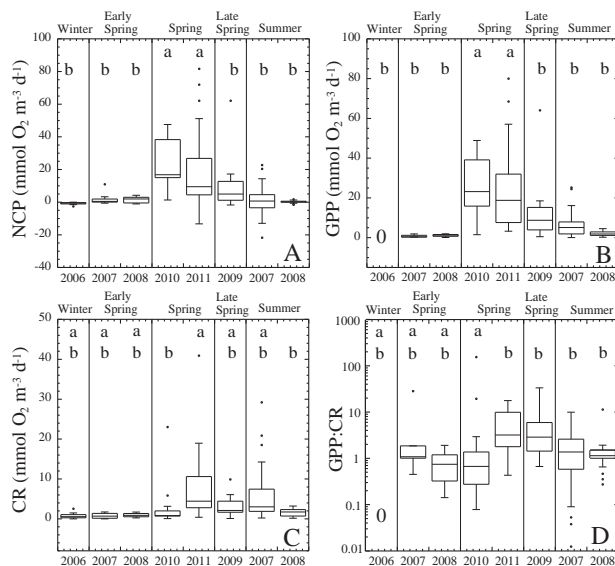 Winter Early Spring Spring Late Spring Summer
100
80
60
40
20
0
-20
-40
NCP (mmol O2 m-3 d-1)
b b b a a b b b
A
2006 2007 2008 2010 2011 2009 2007 2008
Winter Early Spring Spring Late Spring Summer
100
80
60
40
20
0
GPP (mmol O2 m-3 d-1)
b b b a a b b b
0
B
2006 2007 2008 2010 2011 2009 2007 2008
Winter Early Spring Spring Late Spring Summer
50
40
30
20
10
0
CR (mmol O2 m-3 d-1)
a a a a a a
b b b b b b b
C
2006 2007 2008 2010 2011 2009 2007 2008
Winter Early Spring Spring Late Spring Summer
1000
100
10
1
0.1
0.01
GPP:CR
a a a a
b b b b b b b
0
D
2006 2007 2008 2010 2011 2009 2007 2008